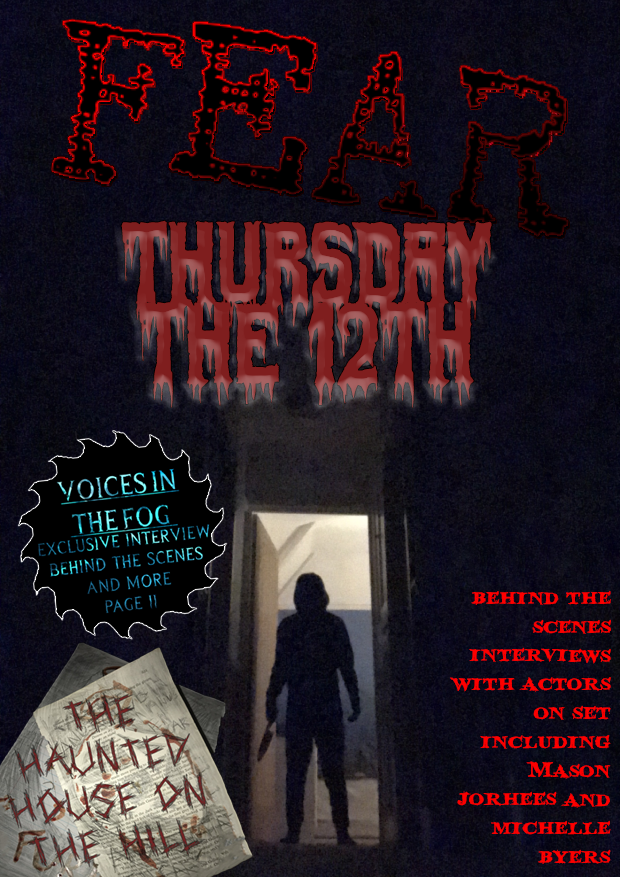 FEAR
THURSDAY
THE 12TH
VOICES IN
THE FOG
EXCLUSIVE INTERVIEW
BEHIND THE SCENES
AND MORE
PAGE 11
THE
HAUNTED
HOUSE ON
THE HILL
BEHIND THE
SCENES
INTERVIEWS
WITH ACTORS
ON SET
INCLUDING
MASON
JORHEES AND
MICHELLE
BYERS